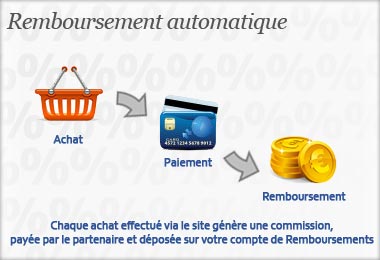 Remboursement automatique
Achat
4572 1234 5678 9012
Paiement
Remboursement
Chaque achat effectué via le site génère une commission,
payée par le partenaire et déposée sur votre compte de Remboursements